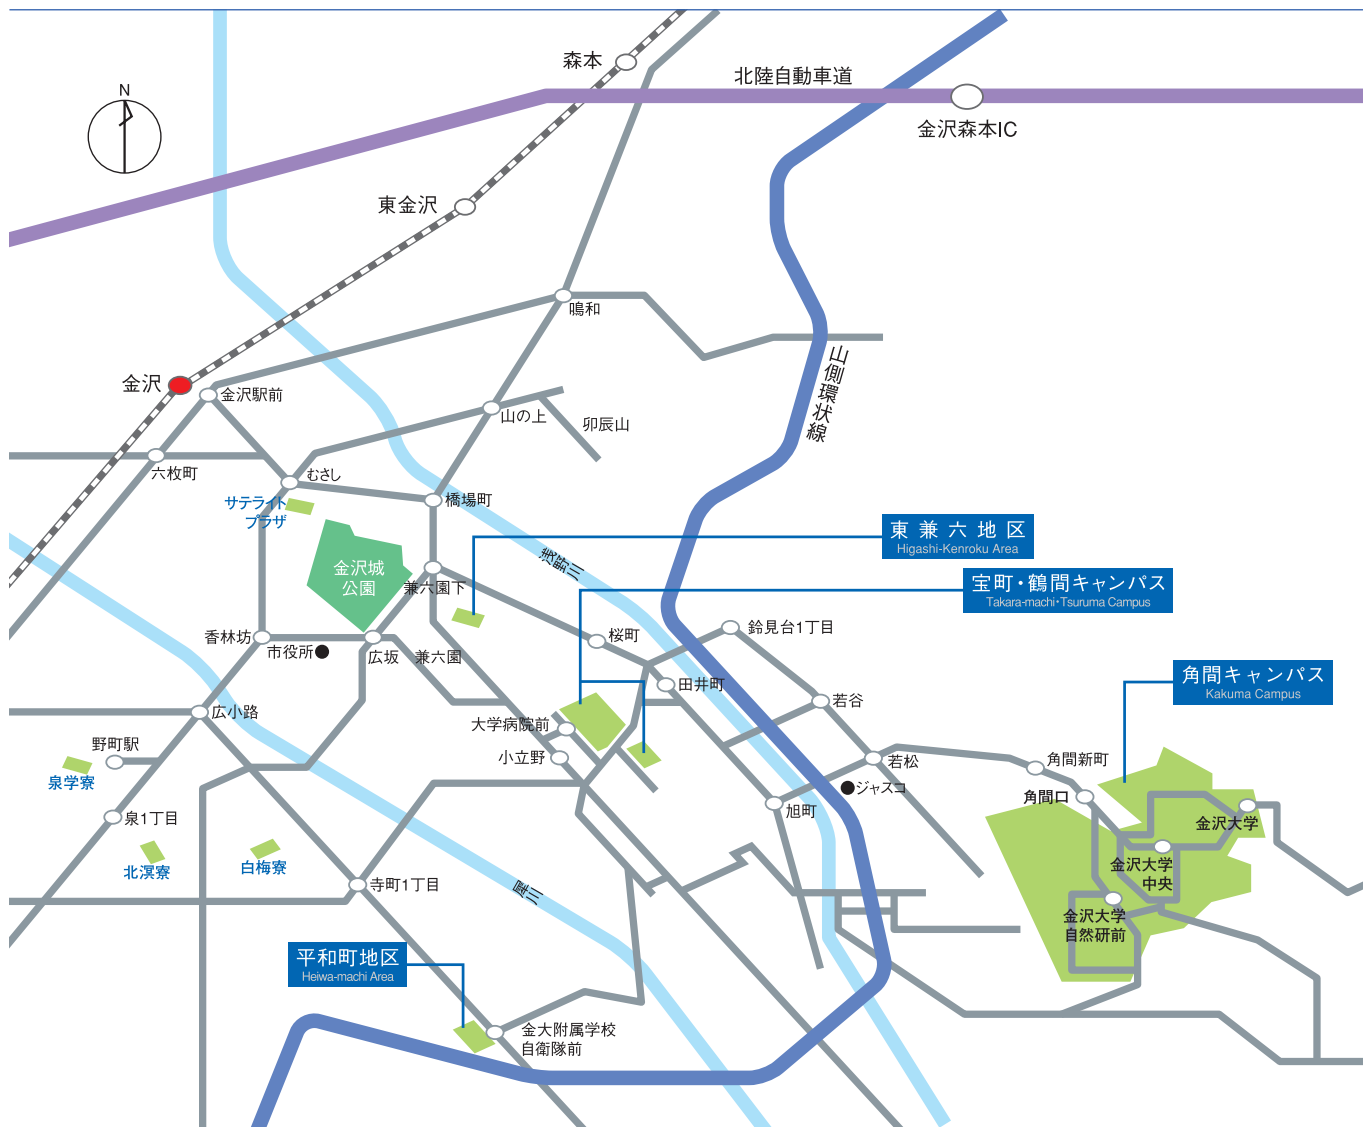 森本
北陸自動車道
N
金沢森本IC
東金沢
鳴和
山側環状線
金沢
金沢駅前
山の上
卯辰山
六枚町
むさし
サテライト
プラザ
橋場町
東兼六地区
Higashi-Kenroku Area
浅野川
金沢城
公園
兼六園下
宝町・鶴間キャンパス
Takara-machi・Tsuruma Campus
香林坊
市役所
広坂
兼六園
桜町
鈴見台1丁目
角間キャンパス
Kakuma Campus
田井町
若谷
広小路
大学病院前
野町駅
小立野
若松
角間新町
泉学寮
ジャスコ
角間口
泉1丁目
旭町
金沢大学
北溟寮
白梅寮
金沢大学
中央
寺町1丁目
犀川
金沢大学
自然研前
平和町地区
Heiwa-machi Area
金大附属学校
自衛隊前